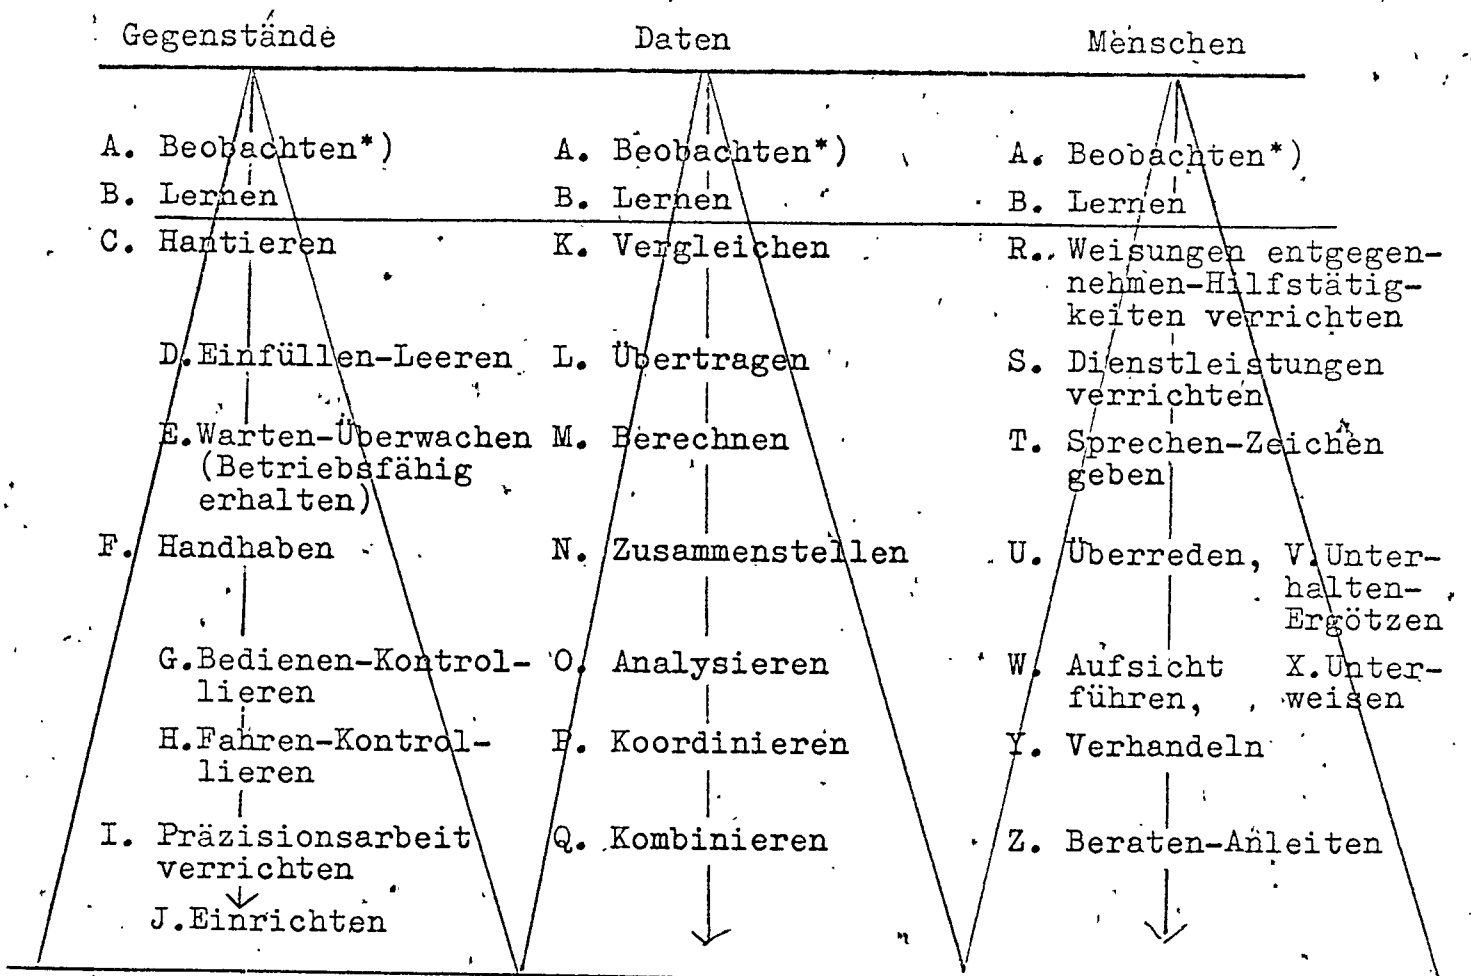 Gegenstände
Daten
Menschen
A. Beobachten*)
B. Lernen
C. Hantieren
D.Einfüllen-Leeren
E.Warten-Überwachen
(Betriebsfähig
erhalten)
F. Handhaben
G.Bedienen-Kontrol-
lieren
H.Fahren-Kontrol-
lieren
I. Präzisionsarbeit
verrichten
J.Einrichten
A. Beobachten*)
B. Lernen
K. Vergleichen
L. Übertragen
M. Berechnen
N. Zusammenstellen
O. Analysieren
P. Koordinieren
Q. Kombinieren
A. Beobachten*)
B. Lernen
R. Weisungen entgegen-
nehmen-Hilfstätig-
keiten verrichten
S. Dienstleistungen
verrichten
T. Sprechen-Zeichen
geben
U. Überreden, V.Unter-
halten-
Ergötzen
W. Aufsicht X.Unter-
führen, weisen
Y. Verhandeln
Z. Beraten-Anleiten